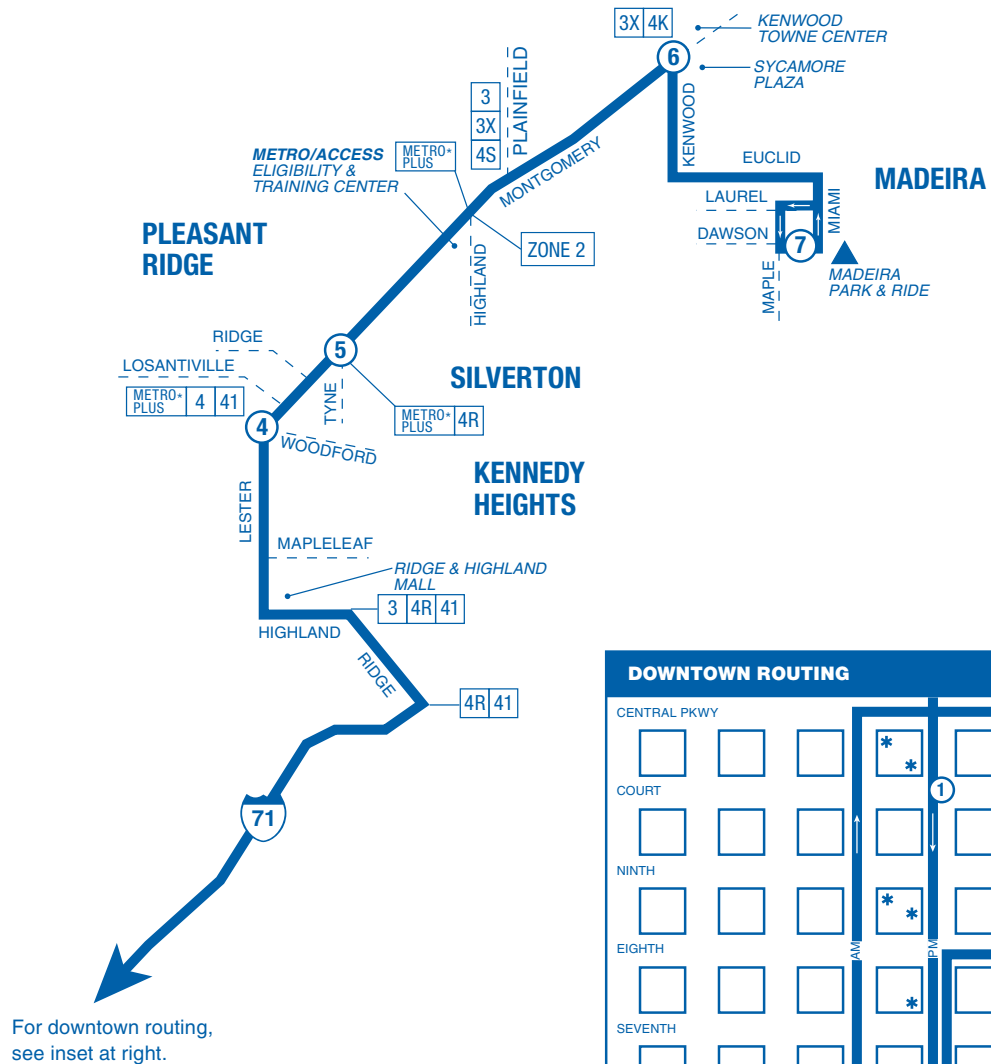 3X 4K
KENWOOD
TOWNE CENTER
6
SYCAMORE
PLAZA
3
3X
4S
PLAINFIELD
METRO*
PLUS
METRO/ACCESS
ELIGIBILITY &
TRAINING CENTER
MONTGOMERY
KENWOOD
EUCLID
MADEIRA
LAUREL
MIAMI
DAWSON
7
MAPLE
MADEIRA
PARK & RIDE
PLEASANT
RIDGE
ZONE 2
HIGHLAND
RIDGE
5
LOSANTIVILLE
SILVERTON
METRO*
PLUS
4 41
TYNE
METRO*
PLUS
4R
4
WOODFORD
KENNEDY
HEIGHTS
LESTER
MAPLELEAF
RIDGE & HIGHLAND
MALL
3 4R 41
HIGHLAND
RIDGE
4R 41
71
For downtown routing,
see inset at right.
DOWNTOWN ROUTING
CENTRAL PKWY
* *
COURT
1
NINTH
* *
EIGHTH
AM
PM
*
SEVENTH